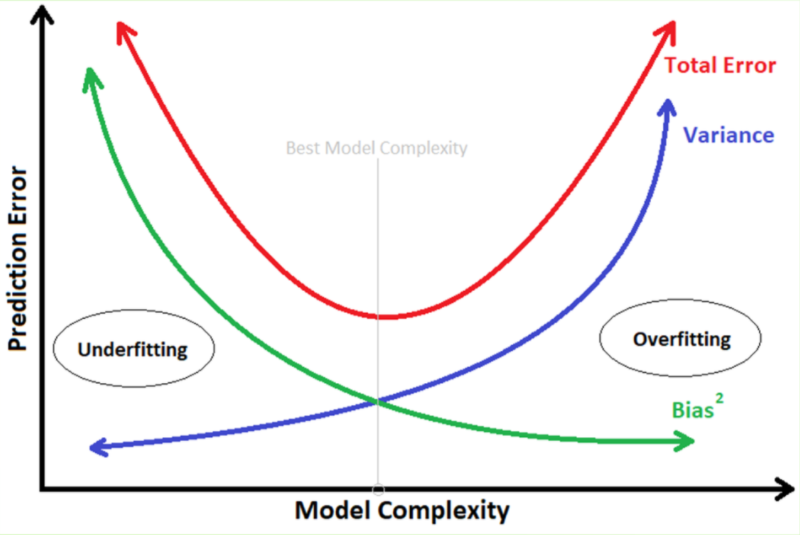 Total Error
Variance
Best Model Complexity
Prediction Error
Underfitting
Overfitting
Bias²
Model Complexity